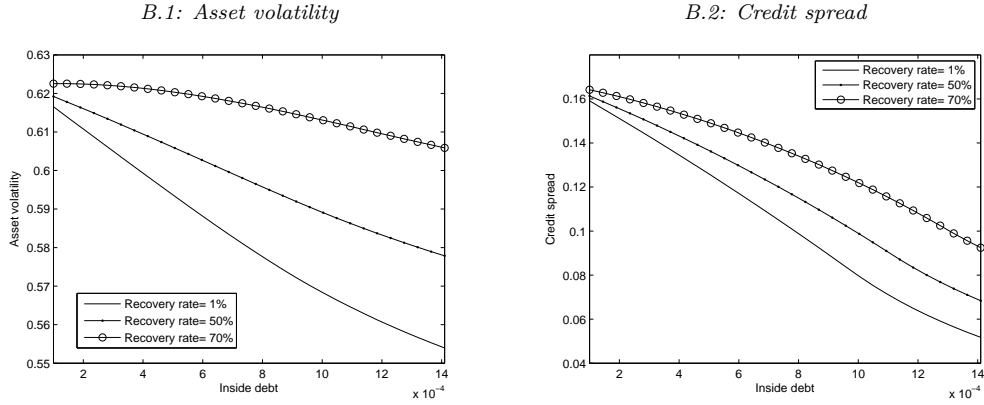 B.1: Asset volatility
0.63
0.62
0.61
0.6
0.59
0.58
0.57
0.56
0.55
Asset volatility
Recovery rate= 1%
Recovery rate= 50%
Recovery rate= 70%
2
4
6
8
10
12
14
Inside debt
x 10⁻⁴
B.2: Credit spread
0.16
0.14
0.12
0.1
0.08
0.06
0.04
Credit spread
Recovery rate= 1%
Recovery rate= 50%
Recovery rate= 70%
2
4
6
8
10
12
14
Inside debt
x 10⁻⁴